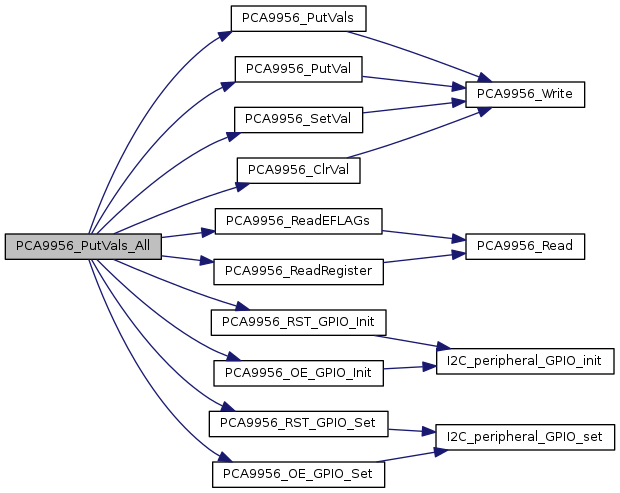 PCA9956_PutVals
PCA9956_PutVal
PCA9956_Write
PCA9956_SetVal
PCA9956_ClrVal
PCA9956_ReadEFLAGs
PCA9956_PutVals_All
PCA9956_Read
PCA9956_ReadRegister
PCA9956_RST_GPIO_Init
I2C_peripheral_GPIO_init
PCA9956_OE_GPIO_Init
PCA9956_RST_GPIO_Set
I2C_peripheral_GPIO_set
PCA9956_OE_GPIO_Set